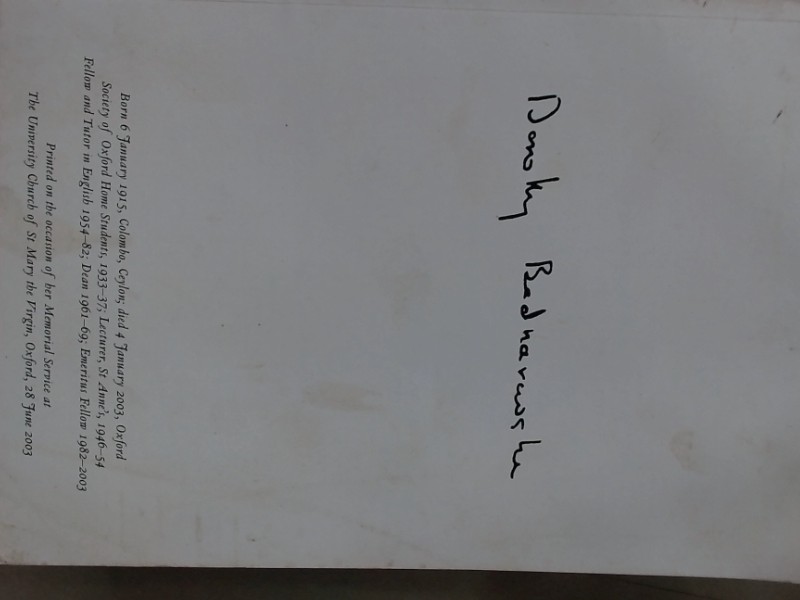 Dorothy Bednarowska
Born 6 January 1915, Colombo, Ceylon; died 4 January 2003, Oxford
Society of Oxford Home Students, 1933–37; Lecturer, St Anne's, 1946–54
Fellow and Tutor in English 1954–82; Dean 1961–69; Emeritus Fellow 1982–2003
Printed on the occasion of her Memorial Service at
The University Church of St Mary the Virgin, Oxford, 28 June 2003